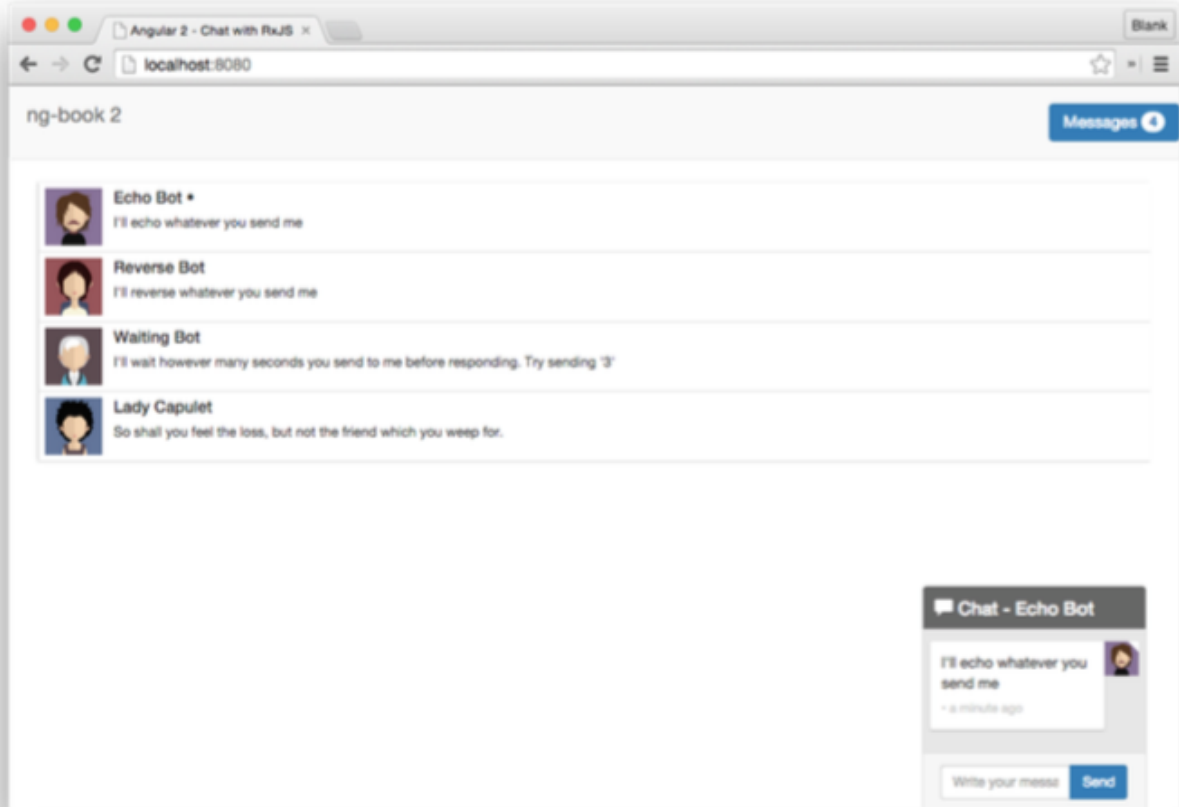 Angular 2 - Chat with RxJS ×
Blank
localhost:8080
ng-book 2
Messages 4
Echo Bot •
I'll echo whatever you send me
Reverse Bot
I'll reverse whatever you send me
Waiting Bot
I'll wait however many seconds you send to me before responding. Try sending '3'
Lady Capulet
So shall you feel the loss, but not the friend which you weep for.
Chat - Echo Bot
I'll echo whatever you
send me
• a minute ago
Write your messa
Send